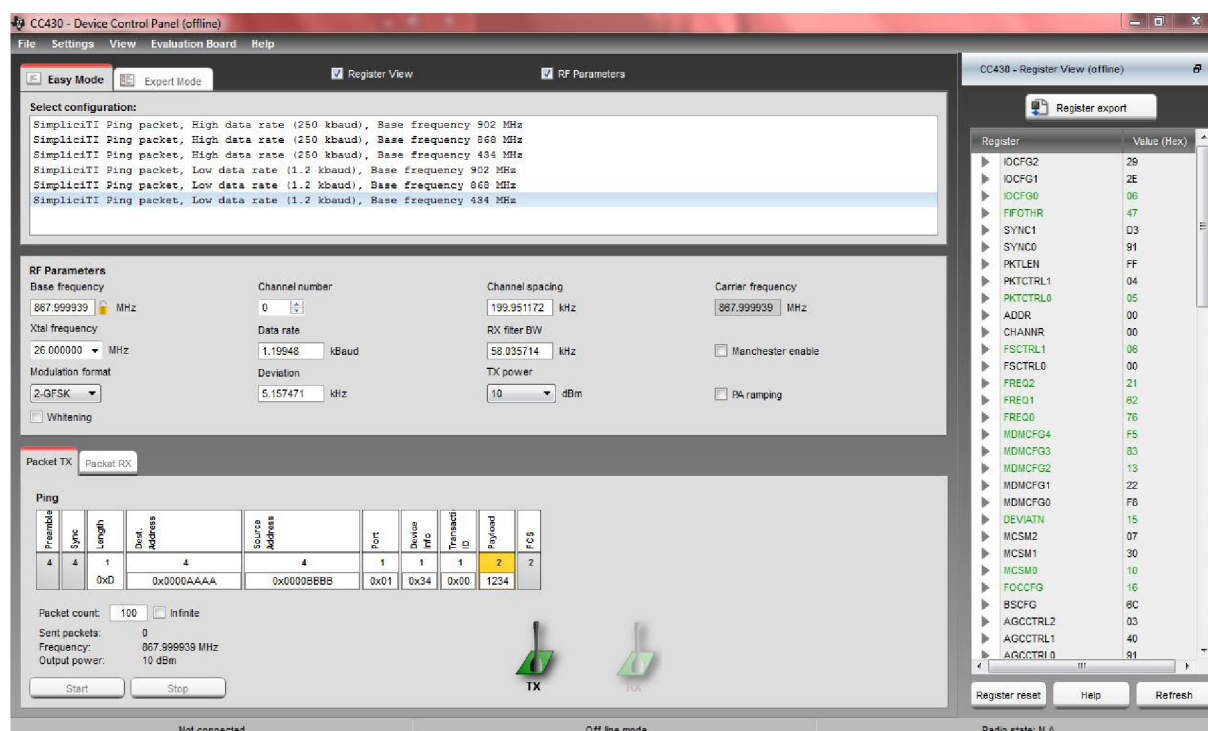 CC430 - Device Control Panel (offline)
File Settings View Evaluation Board Help
Easy Mode Expert Mode Register View RF Parameters
Select configuration:
SimpliciTI Ping packet, High data rate (250 kbaud), Base frequency 902 MHz
SimpliciTI Ping packet, High data rate (250 kbaud), Base frequency 868 MHz
SimpliciTI Ping packet, High data rate (250 kbaud), Base frequency 434 MHz
SimpliciTI Ping packet, Low data rate (1.2 kbaud), Base frequency 902 MHz
SimpliciTI Ping packet, Low data rate (1.2 kbaud), Base frequency 868 MHz
SimpliciTI Ping packet, Low data rate (1.2 kbaud), Base frequency 434 MHz
RF Parameters
Base frequency Channel number Channel spacing Carrier frequency
867.999939 MHz 0 199.951172 kHz 867.999939 MHz
Xtal frequency Data rate RX filter BW
26.000000 MHz 1.19948 kBaud 58.035714 kHz Manchester enable
Modulation format Deviation TX power
2-GFSK 5.157471 kHz 10 dBm PA ramping
Whitening
Packet TX Packet RX
Ping
Preamble Sync Length Dest. Address Source Address Port Device Info Transacti ID Payload FCS
4 4 1 4 4 1 1 1 2 2
0xD 0x0000AAAA 0x0000BBBB 0x01 0x34 0x00 1234
Packet count: 100 Infinite
Sent packets: 0
Frequency: 867.999939 MHz
Output power: 10 dBm
Start Stop
TX RX
Not connected Off line mode Radio state: N.A.
CC430 - Register View (offline)
Register export
Register Value (Hex)
IOCFG2 29
IOCFG1 2E
IOCFG0 06
FIFOTHR 47
SYNC1 D3
SYNC0 91
PKTLEN FF
PKTCTRL1 04
PKTCTRL0 05
ADDR 00
CHANNR 00
FSCTRL1 06
FSCTRL0 00
FREQ2 21
FREQ1 62
FREQ0 76
MDMCFG4 F5
MDMCFG3 83
MDMCFG2 13
MDMCFG1 22
MDMCFG0 F8
DEVIATN 15
MCSM2 07
MCSM1 30
MCSM0 10
FOCCFG 16
BSCFG 6C
AGCCTRL2 03
AGCCTRL1 40
AGCCTRL0 91
Register reset Help Refresh